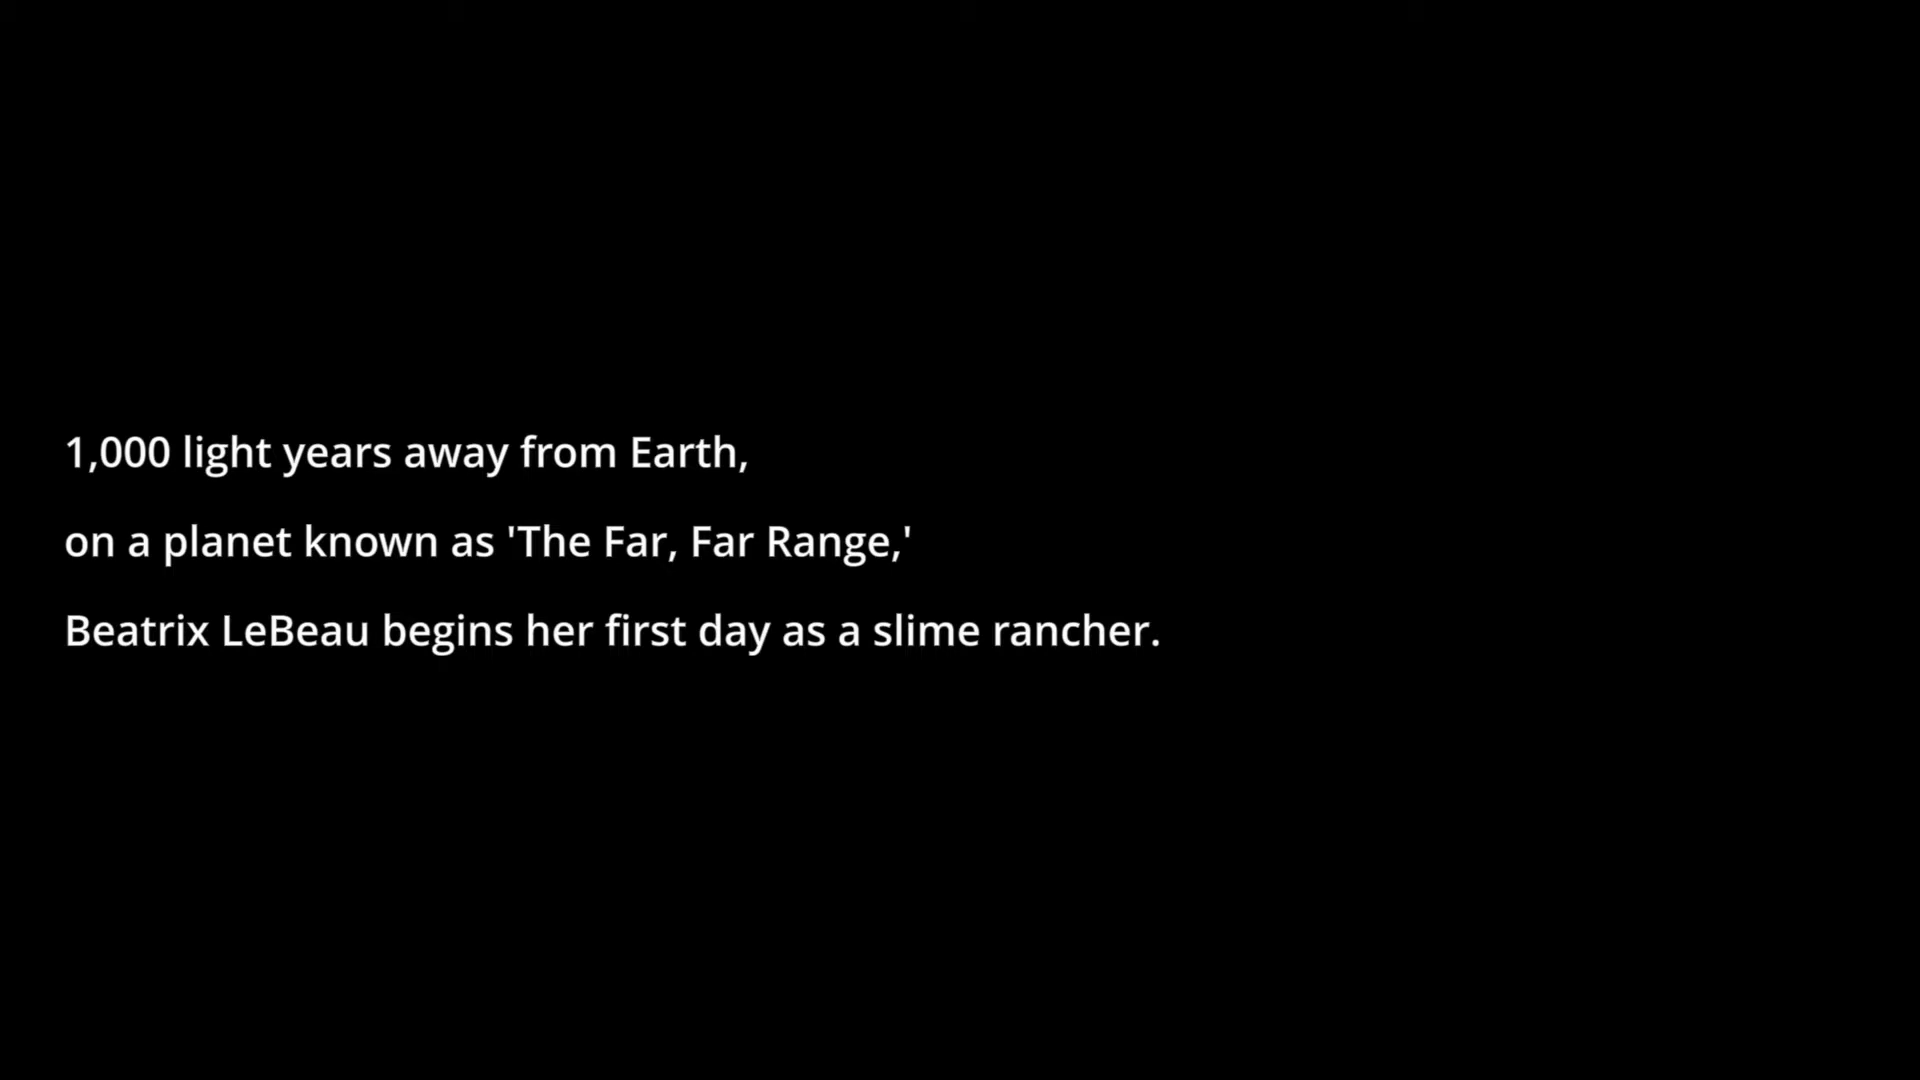 1,000 light years away from Earth,
on a planet known as 'The Far, Far Range,'
Beatrix LeBeau begins her first day as a slime rancher.